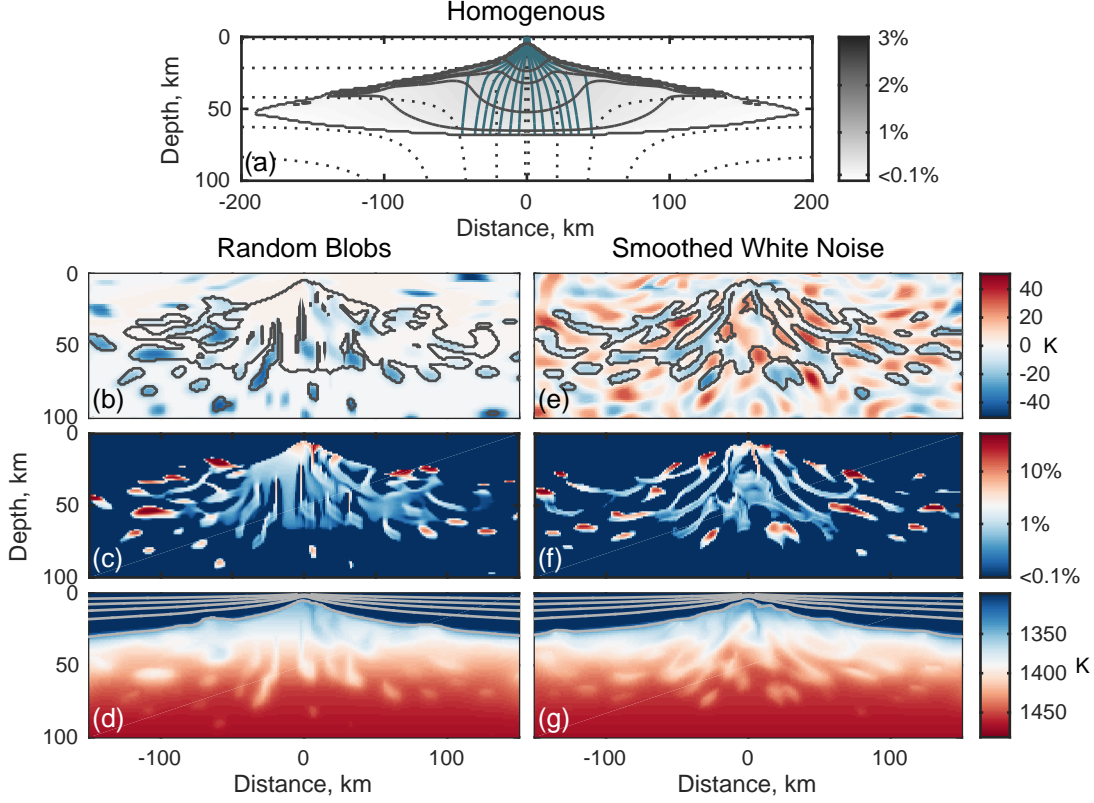 Homogenous
0
50
100
Depth, km
(a)
-200
-100
0
100
200
Distance, km
3%
2%
1%
<0.1%
Random Blobs
Smoothed White Noise
0
50
100
(b)
(e)
40
20
0
-20
-40
K
0
50
100
Depth, km
(c)
(f)
10%
1%
<0.1%
0
50
100
(d)
(g)
1350
1400
1450
K
-100
0
100
Distance, km
-100
0
100
Distance, km